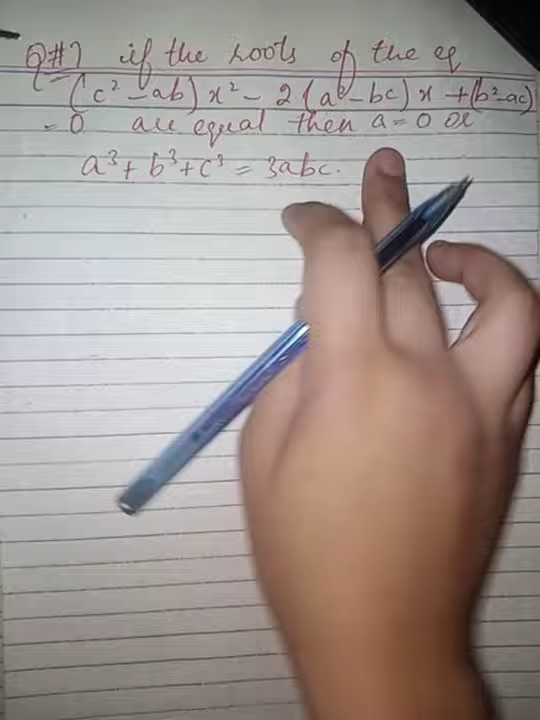 Q#7 if the roots of the eq
(c² - ab) x² - 2 (a² - bc) x + (b² - ac)
= 0 are equal then a = 0 or
a³ + b³ + c³ = 3abc.